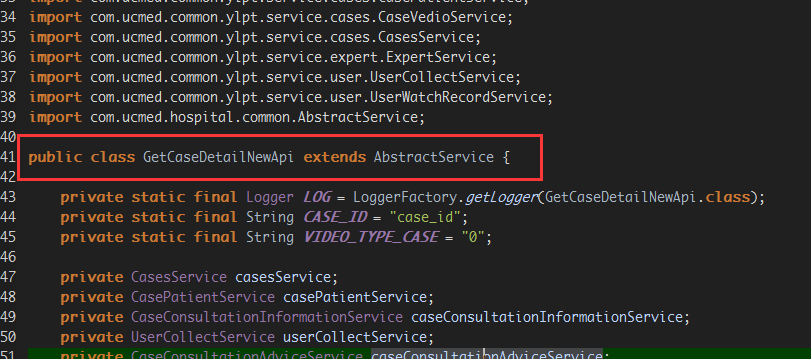 34 import com.ucmed.common.ylpt.service.cases.CaseVedioService;
35 import com.ucmed.common.ylpt.service.cases.CasesService;
36 import com.ucmed.common.ylpt.service.expert.ExpertService;
37 import com.ucmed.common.ylpt.service.user.UserCollectService;
38 import com.ucmed.common.ylpt.service.user.UserWatchRecordService;
39 import com.ucmed.hospital.common.AbstractService;
40
41 public class GetCaseDetailNewApi extends AbstractService {
42
43 private static final Logger LOG = LoggerFactory.getLogger(GetCaseDetailNewApi.class);
44 private static final String CASE_ID = "case_id";
45 private static final String VIDEO_TYPE_CASE = "0";
46
47 private CasesService casesService;
48 private CasePatientService casePatientService;
49 private CaseConsultationInformationService caseConsultationInformationService;
50 private UserCollectService userCollectService;
51 private CaseConsultationAdviceService caseConsultationAdviceService;